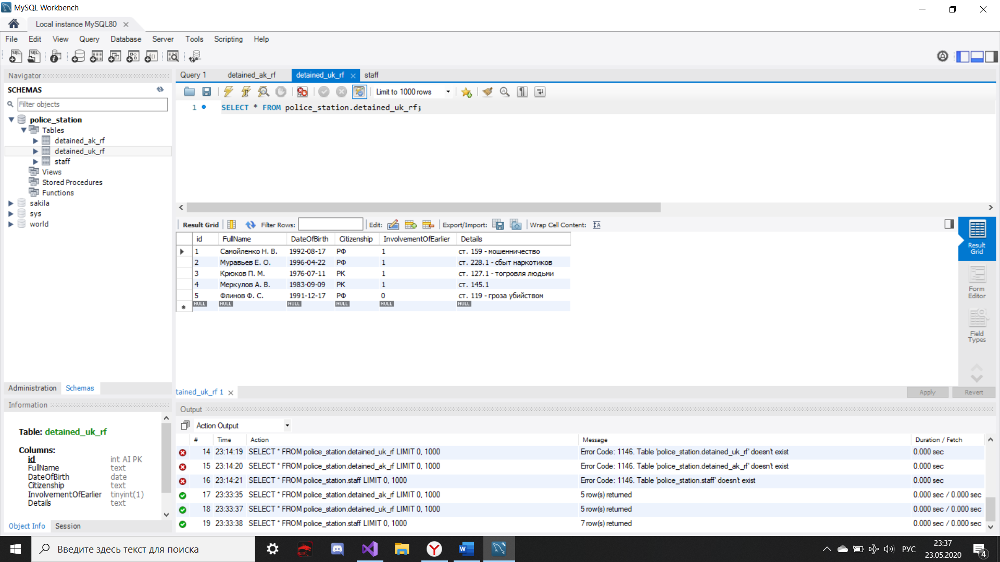 MySQL Workbench
Local instance MySQL80
File Edit View Query Database Server Tools Scripting Help
Navigator
SCHEMAS
Filter objects
police_station
Tables
detained_ak_rf
detained_uk_rf
staff
Views
Stored Procedures
Functions
sakila
sys
world
Administration Schemas
Information
Table: detained_uk_rf
Columns:
id int AI PK
FullName text
DateOfBirth date
Citizenship text
InvolvementOfEarlier tinyint(1)
Details text
Object Info Session
Query 1 detained_ak_rf detained_uk_rf staff
Limit to 1000 rows
1 SELECT * FROM police_station.detained_uk_rf;
Result Grid Filter Rows: Edit: Export/Import: Wrap Cell Content:
id FullName DateOfBirth Citizenship InvolvementOfEarlier Details
1 Самойленко Н. В. 1992-08-17 РФ 1 ст. 159 - мошенничество
2 Муравьев Е. О. 1996-04-22 РФ 1 ст. 228.1 - сбыт наркотиков
3 Крюков П. М. 1976-07-11 РК 1 ст. 127.1 - тогровля людьми
4 Меркулов А. В. 1983-09-09 РК 1 ст. 145.1
5 Флинов Ф. С. 1991-12-17 РФ 0 ст. 119 - гроза убийством
NULL NULL NULL NULL NULL NULL
Result
Grid
Form
Editor
Field
Types
tained_uk_rf 1
Apply Revert
Output
Action Output
# Time Action Message Duration / Fetch
14 23:14:19 SELECT * FROM police_station.detained_uk_rf LIMIT 0, 1000 Error Code: 1146. Table 'police_station.detained_uk_rf' doesn't exist 0.000 sec
15 23:14:20 SELECT * FROM police_station.detained_ak_rf LIMIT 0, 1000 Error Code: 1146. Table 'police_station.detained_ak_rf' doesn't exist 0.000 sec
16 23:14:21 SELECT * FROM police_station.staff LIMIT 0, 1000 Error Code: 1146. Table 'police_station.staff' doesn't exist 0.000 sec
17 23:33:35 SELECT * FROM police_station.detained_ak_rf LIMIT 0, 1000 5 row(s) returned 0.000 sec / 0.000 sec
18 23:33:37 SELECT * FROM police_station.detained_uk_rf LIMIT 0, 1000 5 row(s) returned 0.000 sec / 0.000 sec
19 23:33:38 SELECT * FROM police_station.staff LIMIT 0, 1000 7 row(s) returned 0.000 sec / 0.000 sec
Введите здесь текст для поиска
РУС
23:37
23.05.2020
4